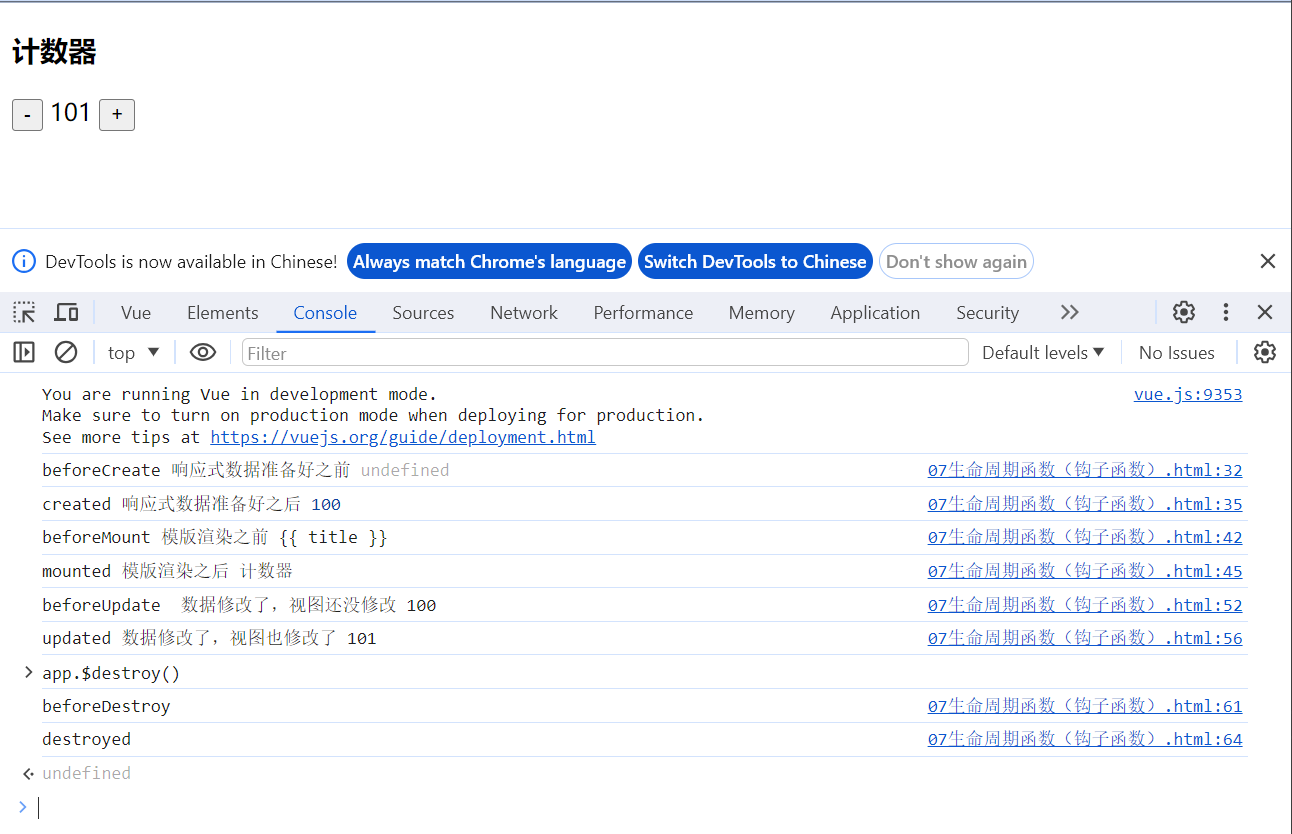 计数器
- 101 +
DevTools is now available in Chinese! Always match Chrome's language Switch DevTools to Chinese Don't show again
Vue Elements Console Sources Network Performance Memory Application Security
top Filter Default levels No Issues
You are running Vue in development mode. vue.js:9353
Make sure to turn on production mode when deploying for production.
See more tips at https://vuejs.org/guide/deployment.html
beforeCreate 响应式数据准备好之前 undefined 07生命周期函数（钩子函数）.html:32
created 响应式数据准备好之后 100 07生命周期函数（钩子函数）.html:35
beforeMount 模版渲染之前 {{ title }} 07生命周期函数（钩子函数）.html:42
mounted 模版渲染之后 计数器 07生命周期函数（钩子函数）.html:45
beforeUpdate  数据修改了，视图还没修改 100 07生命周期函数（钩子函数）.html:52
updated 数据修改了，视图也修改了 101 07生命周期函数（钩子函数）.html:56
app.$destroy()
beforeDestroy 07生命周期函数（钩子函数）.html:61
destroyed 07生命周期函数（钩子函数）.html:64
undefined